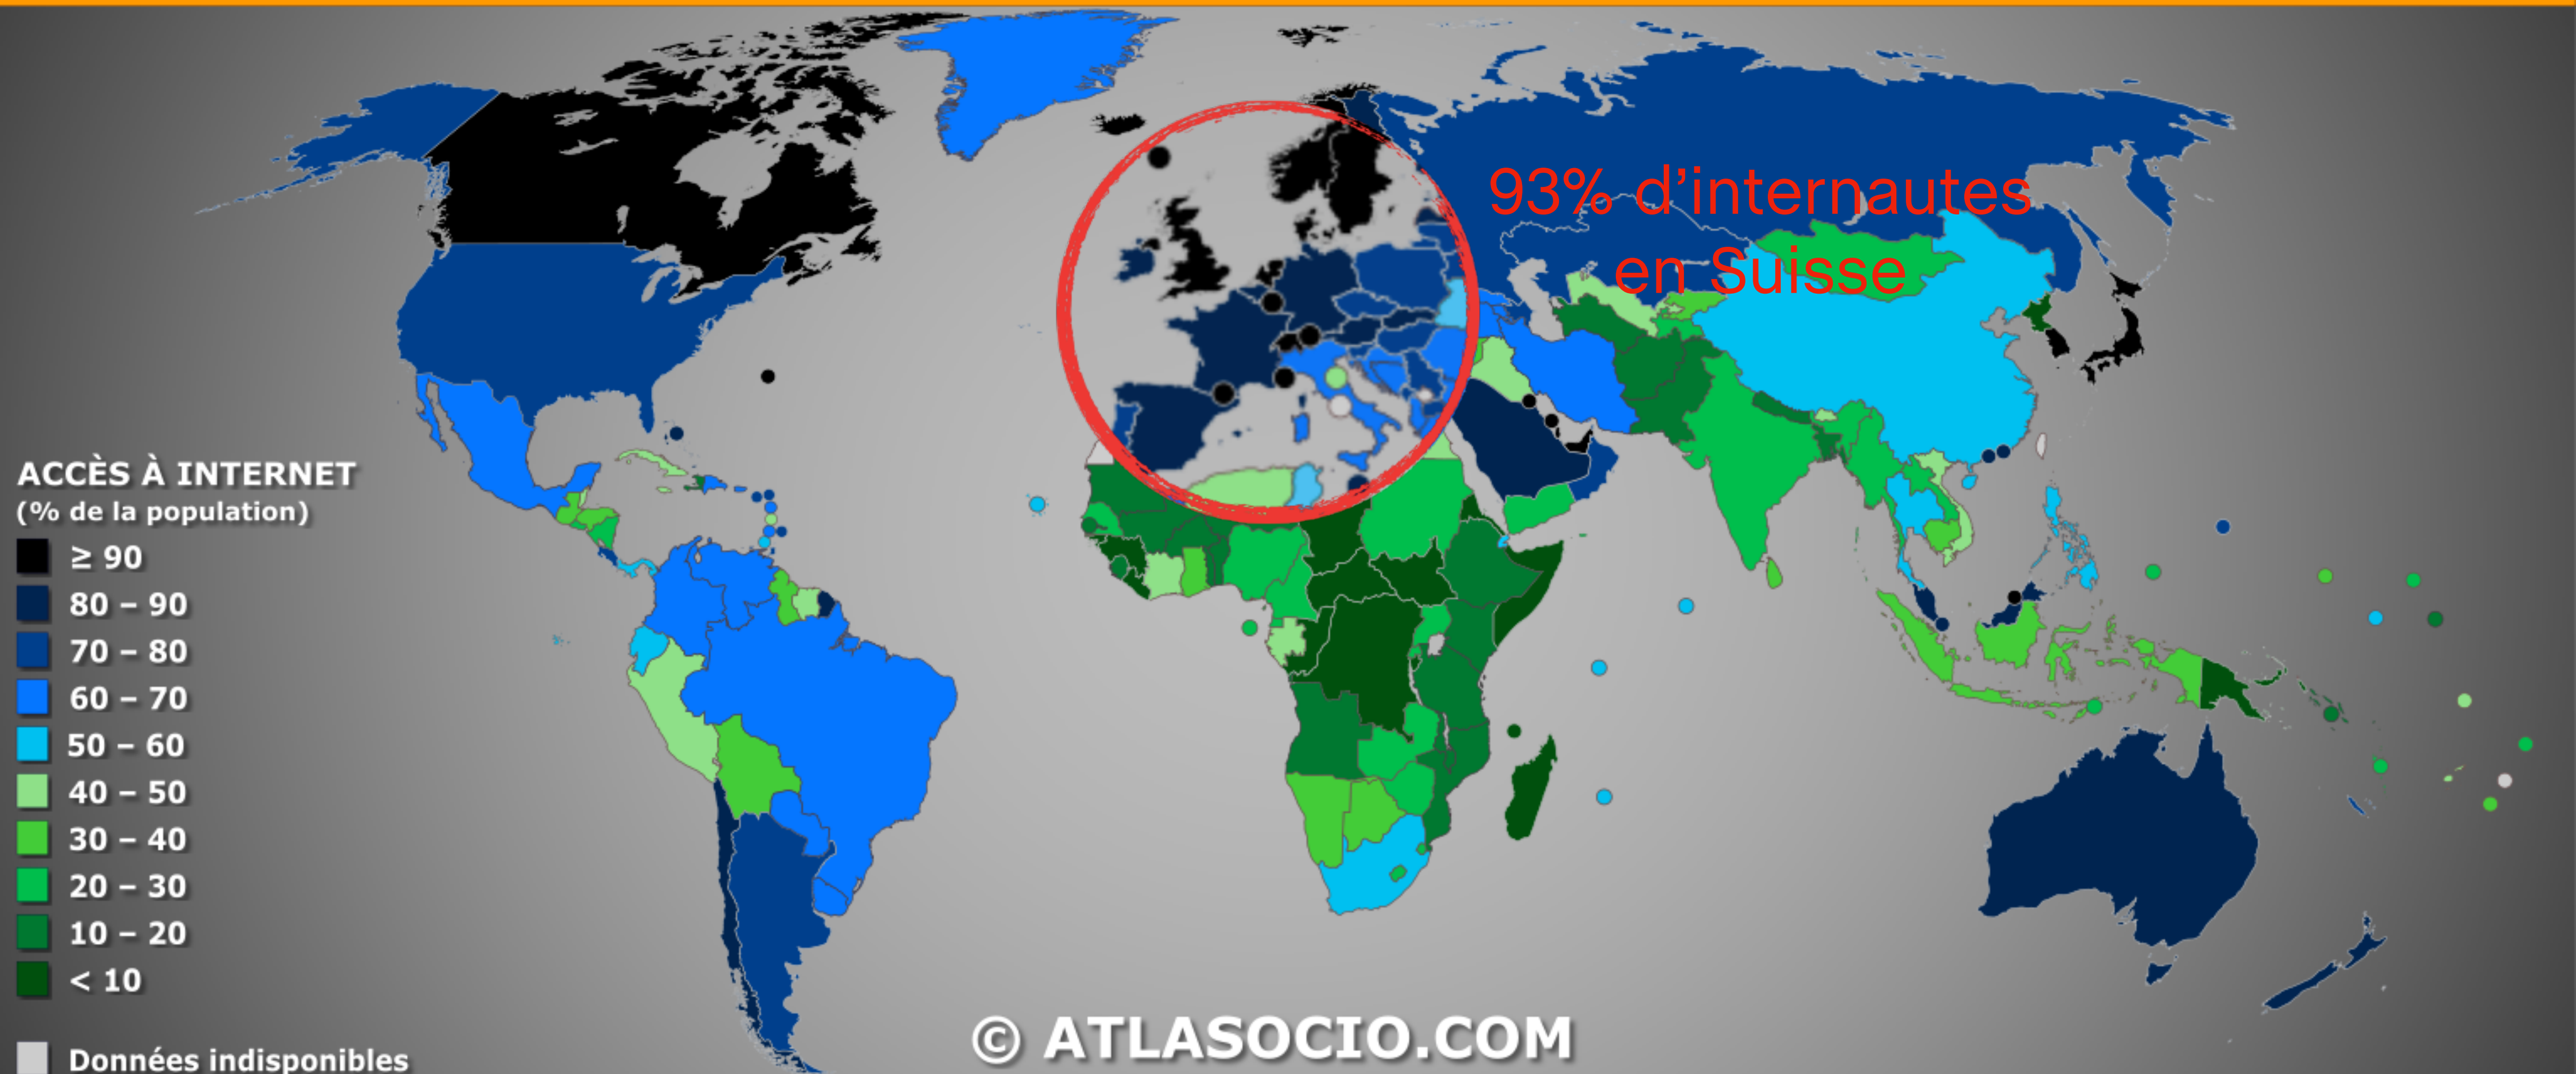 93% d'internautes
en Suisse
ACCÈS À INTERNET
(% de la population)
≥ 90
80 – 90
70 – 80
60 – 70
50 – 60
40 – 50
30 – 40
20 – 30
10 – 20
< 10
Données indisponibles
© ATLASOCIO.COM